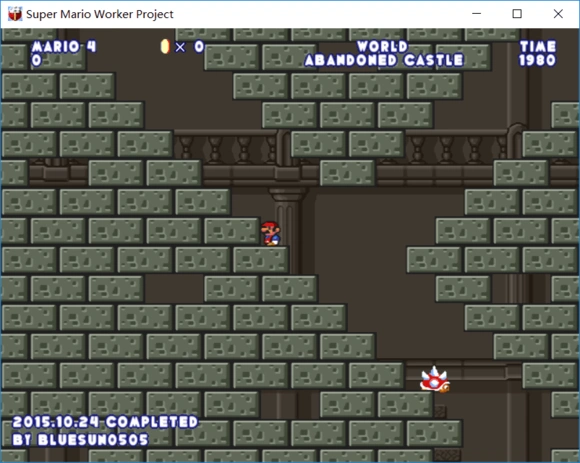 Super Mario Worker Project
MARIO 4
0
× 0
WORLD
ABANDONED CASTLE
TIME
1980
2015.10.24 COMPLETED
BY BLUESUN0505